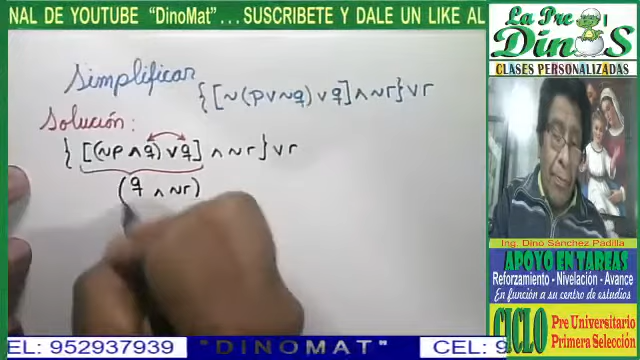 NAL DE YOUTUBE "DinoMat"... SUSCRIBETE Y DALE UN LIKE AL
La Pre
DinoS
CLASES PERSONALIZADAS
Simplificar {[~(p∨~q)∨q]∧~r}∨r
Solución:
{[(~p∧q)∨q]∧~r}∨r
(q∧~r)
Ing. Dino Sánchez Padilla
APOYO EN TAREAS
Reforzamiento - Nivelación - Avance
En función a su centro de estudios
CICLO Pre Universitario
Primera Selección
EL: 952937939 "DINOMAT" CEL: 9